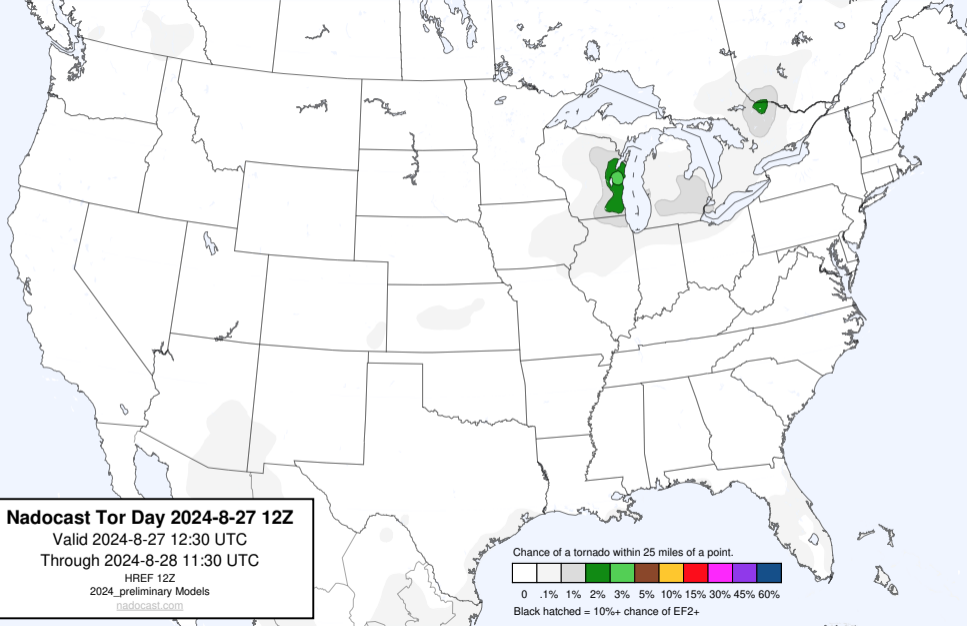 Nadocast Tor Day 2024-8-27 12Z
Valid 2024-8-27 12:30 UTC
Through 2024-8-28 11:30 UTC
HREF 12Z
2024_preliminary Models
nadocast.com
Chance of a tornado within 25 miles of a point.
0 .1% 1% 2% 3% 5% 10% 15% 30% 45% 60%
Black hatched = 10%+ chance of EF2+